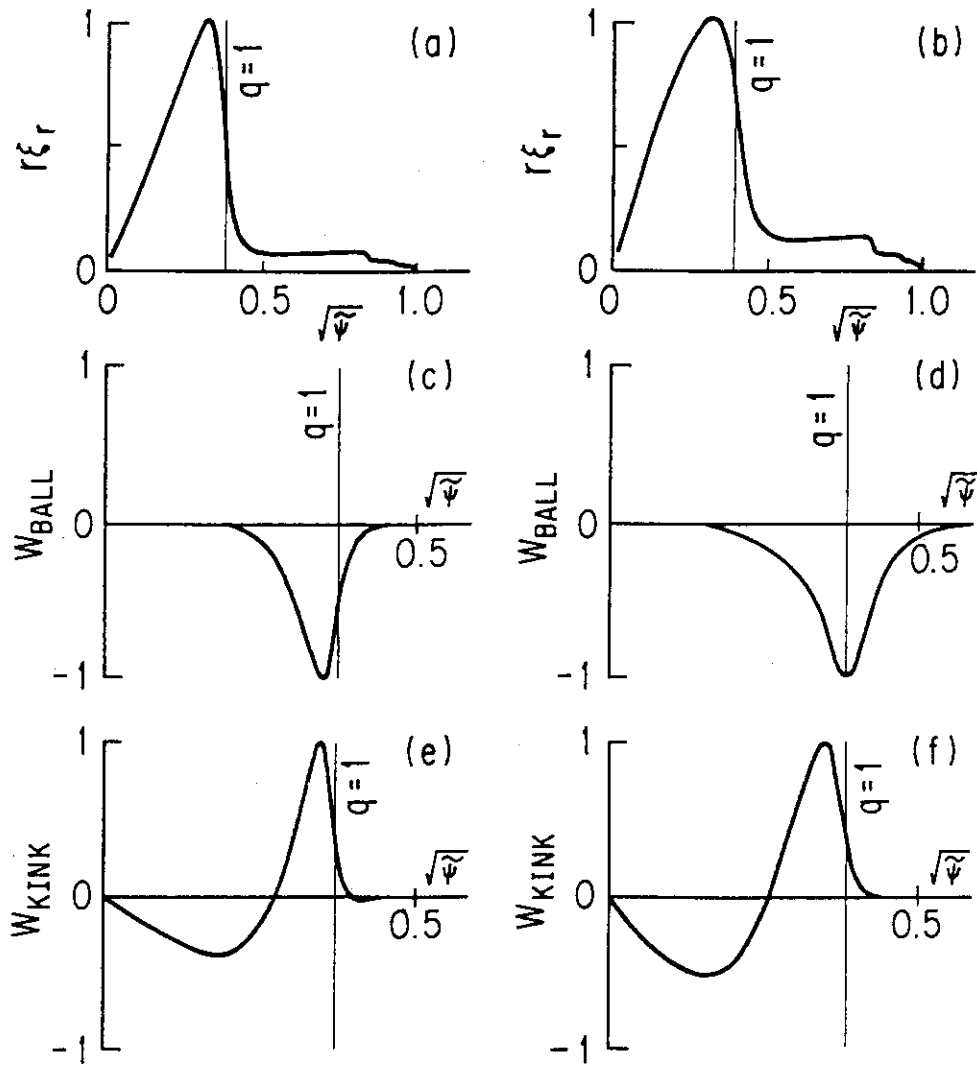 1
(a)
q=1
rξr
0
0
0.5
1.0
√ψ̃
1
(b)
q=1
rξr
0
0
0.5
1.0
√ψ̃
1
(c)
q=1
WBALL
0
√ψ̃
0.5
-1
1
(d)
q=1
WBALL
0
√ψ̃
0.5
-1
1
(e)
q=1
WKINK
0
√ψ̃
0.5
-1
1
(f)
q=1
WKINK
0
√ψ̃
0.5
-1